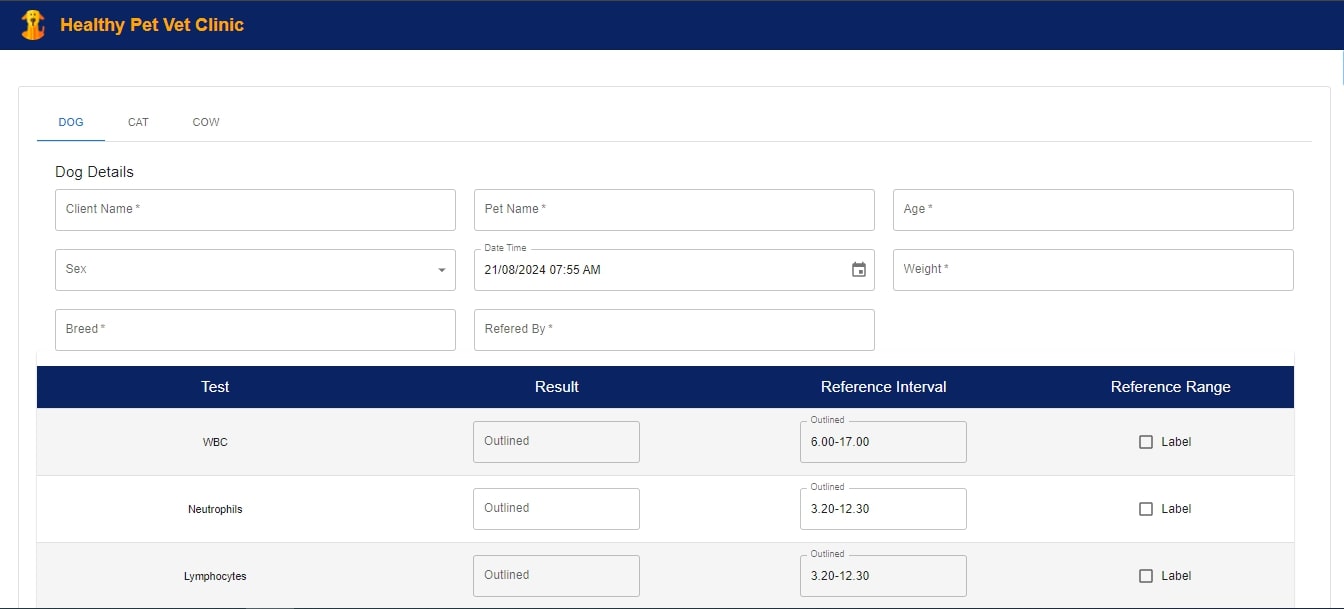 Healthy Pet Vet Clinic
DOG CAT COW
Dog Details
Client Name * Pet Name * Age *
Date Time
Sex 21/08/2024 07:55 AM Weight *
Breed * Refered By *
Test Result Reference Interval Reference Range
Outlined
WBC Outlined 6.00-17.00 Label
Outlined
Neutrophils Outlined 3.20-12.30 Label
Outlined
Lymphocytes Outlined 3.20-12.30 Label